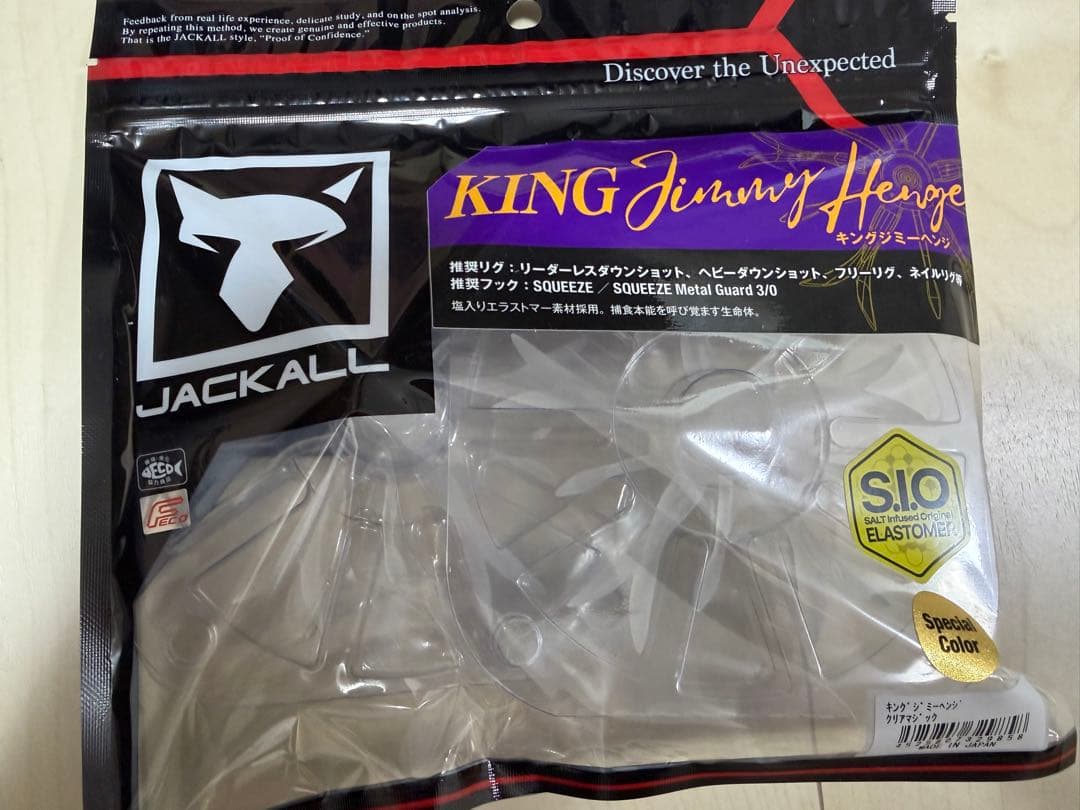 Feedback from real life experience, delicate study, and on the spot analysis.
By repeating this method, we create genuine and effective products.
That is the JACKALL style, "Proof of Confidence."
Discover the Unexpected
KING Jimmy Henge
キングジミーヘンジ
推奨リグ：リーダーレスダウンショット、ヘビーダウンショット、フリーリグ、ネイルリグ等
推奨フック：SQUEEZE／SQUEEZE Metal Guard 3/0
塩入りエラストマー素材採用。捕食本能を呼び覚ます生命体。
JACKALL
ECO
FECO
S.I.O
SALT Infused Original
ELASTOMER
Special
Color
キングジミーヘンジ
クリアマジック
4525807329858
MADE IN JAPAN